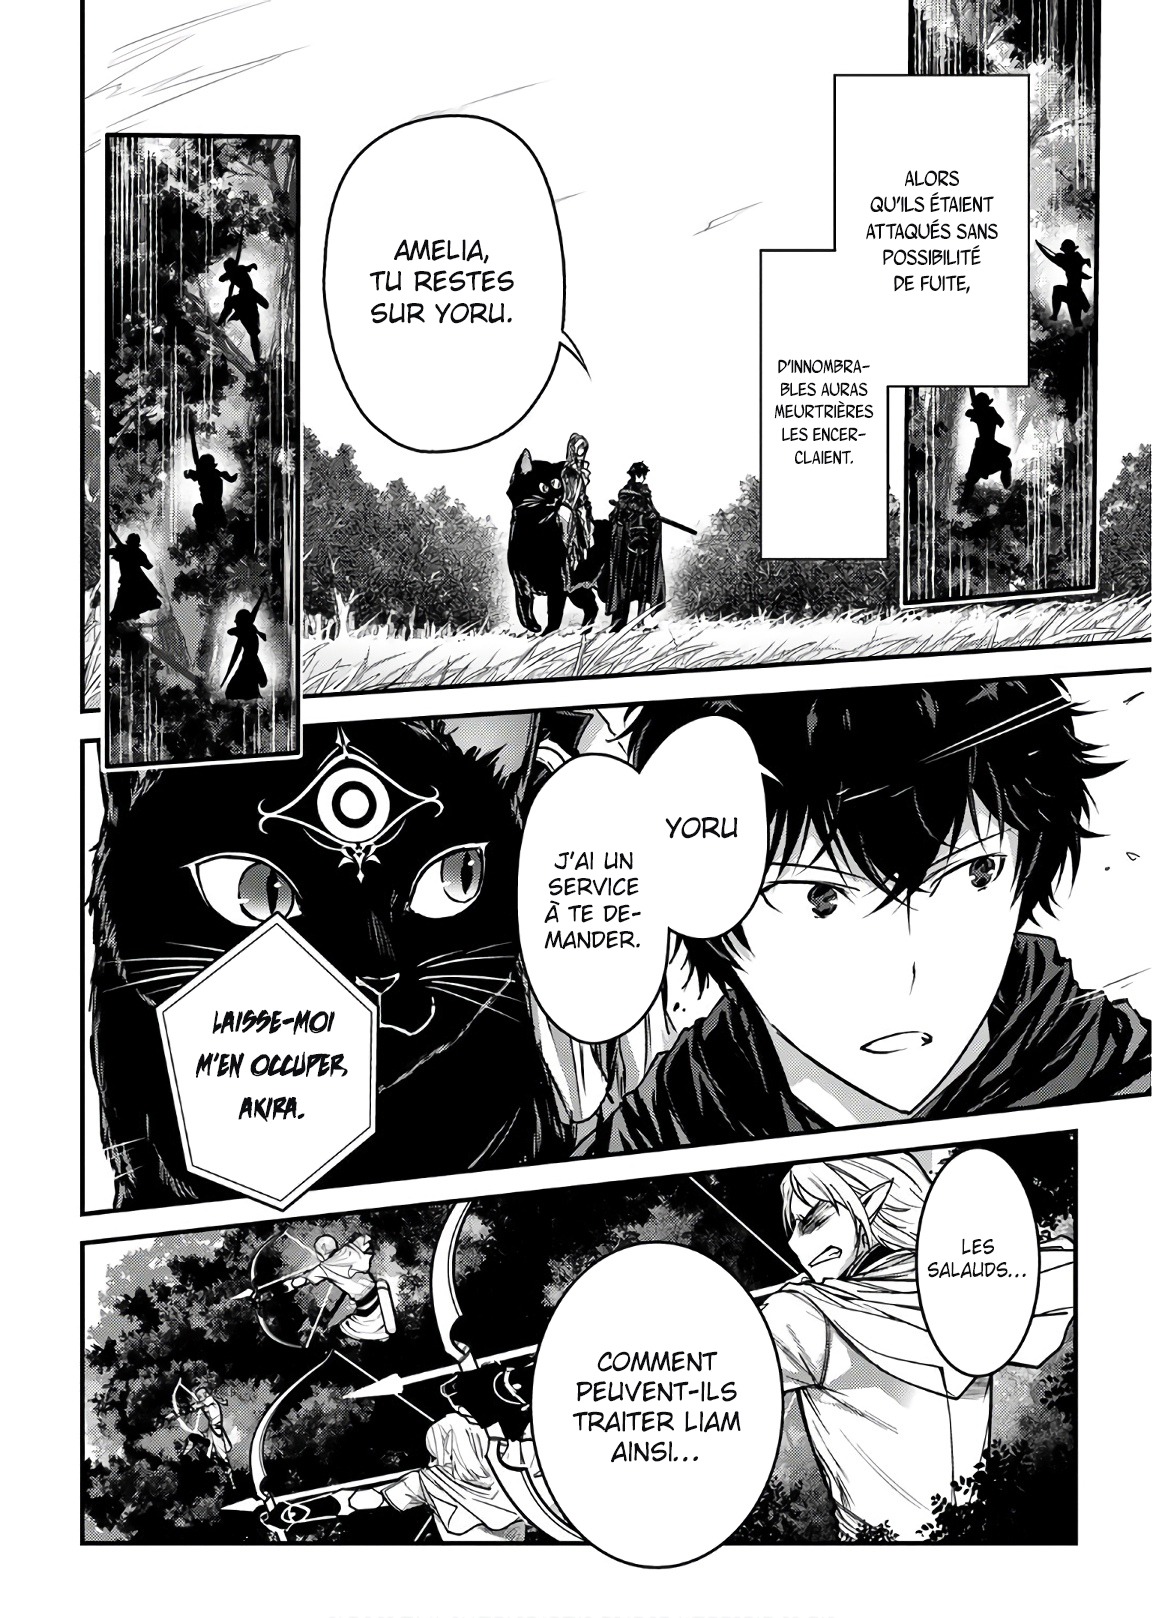 ALORS
QU'ILS ÉTAIENT
ATTAQUÉS SANS
POSSIBILITÉ
DE FUITE,
D'INNOMBRA-
BLES AURAS
MEURTRIÈRES
LES ENCER-
CLAIENT.
AMELIA,
TU RESTES
SUR YORU.
YORU
J'AI UN
SERVICE
À TE DE-
MANDER.
LAISSE-MOI
M'EN OCCUPER,
AKIRA.
LES
SALAUDS...
COMMENT
PEUVENT-ILS
TRAITER LIAM
AINSI...